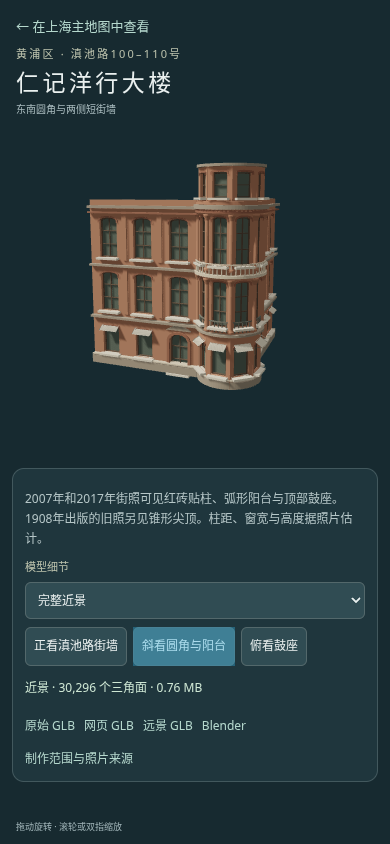 ← 在上海主地图中查看
黄浦区 · 滇池路100–110号
仁记洋行大楼
东南圆角与两侧短街墙
2007年和2017年街照可见红砖贴柱、弧形阳台与顶部鼓座。
1908年出版的旧照另见锥形尖顶。柱距、窗宽与高度据照片估
计。
模型细节
完整近景
正看滇池路街墙 斜看圆角与阳台 俯看鼓座
近景 · 30,296 个三角面 · 0.76 MB
原始 GLB 网页 GLB 远景 GLB Blender
制作范围与照片来源
拖动旋转 · 滚轮或双指缩放